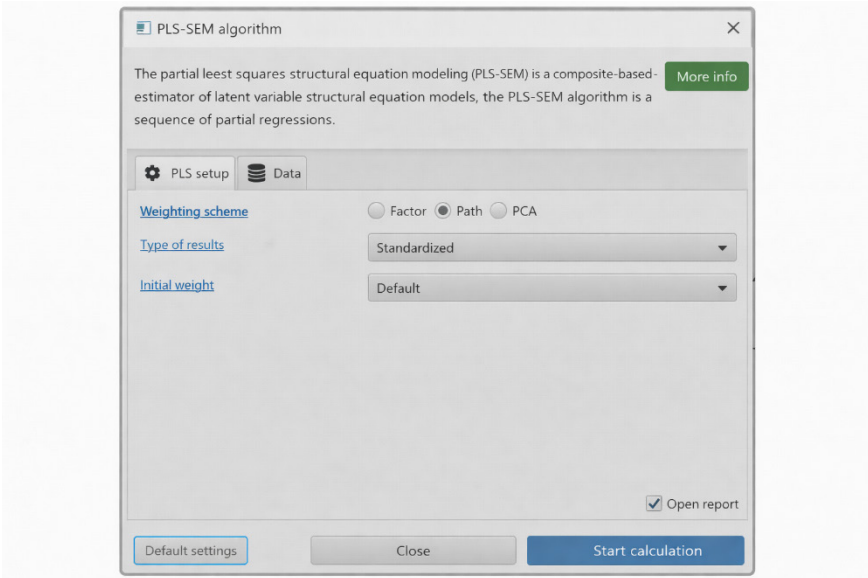 PLS-SEM algorithm
The partial leest squares structural equation modeling (PLS-SEM) is a composite-based-
estimator of latent variable structural equation models, the PLS-SEM algorithm is a
sequence of partial regressions.
More info
PLS setup Data
Weighting scheme Factor Path PCA
Type of results Standardized
Initial weight Default
Open report
Default settings Close Start calculation